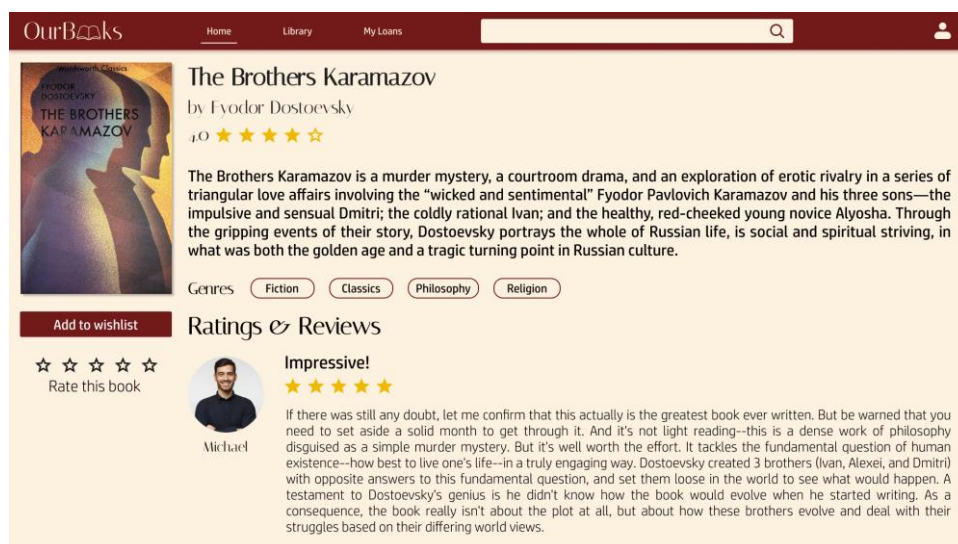 OurBooks
Home Library My Loans
Wordsworth Classics
FYODOR
DOSTOEVSKY
THE BROTHERS
KARAMAZOV
The Brothers Karamazov
by Fyodor Dostoevsky
4.0
The Brothers Karamazov is a murder mystery, a courtroom drama, and an exploration of erotic rivalry in a series of
triangular love affairs involving the “wicked and sentimental” Fyodor Pavlovich Karamazov and his three sons—the
impulsive and sensual Dmitri; the coldly rational Ivan; and the healthy, red-cheeked young novice Alyosha. Through
the gripping events of their story, Dostoevsky portrays the whole of Russian life, is social and spiritual striving, in
what was both the golden age and a tragic turning point in Russian culture.
Genres Fiction Classics Philosophy Religion
Add to wishlist
Rate this book
Ratings & Reviews
Michael
Impressive!
If there was still any doubt, let me confirm that this actually is the greatest book ever written. But be warned that you
need to set aside a solid month to get through it. And it's not light reading--this is a dense work of philosophy
disguised as a simple murder mystery. But it's well worth the effort. It tackles the fundamental question of human
existence--how best to live one's life--in a truly engaging way. Dostoevsky created 3 brothers (Ivan, Alexei, and Dmitri)
with opposite answers to this fundamental question, and set them loose in the world to see what would happen. A
testament to Dostoevsky's genius is he didn't know how the book would evolve when he started writing. As a
consequence, the book really isn't about the plot at all, but about how these brothers evolve and deal with their
struggles based on their differing world views.